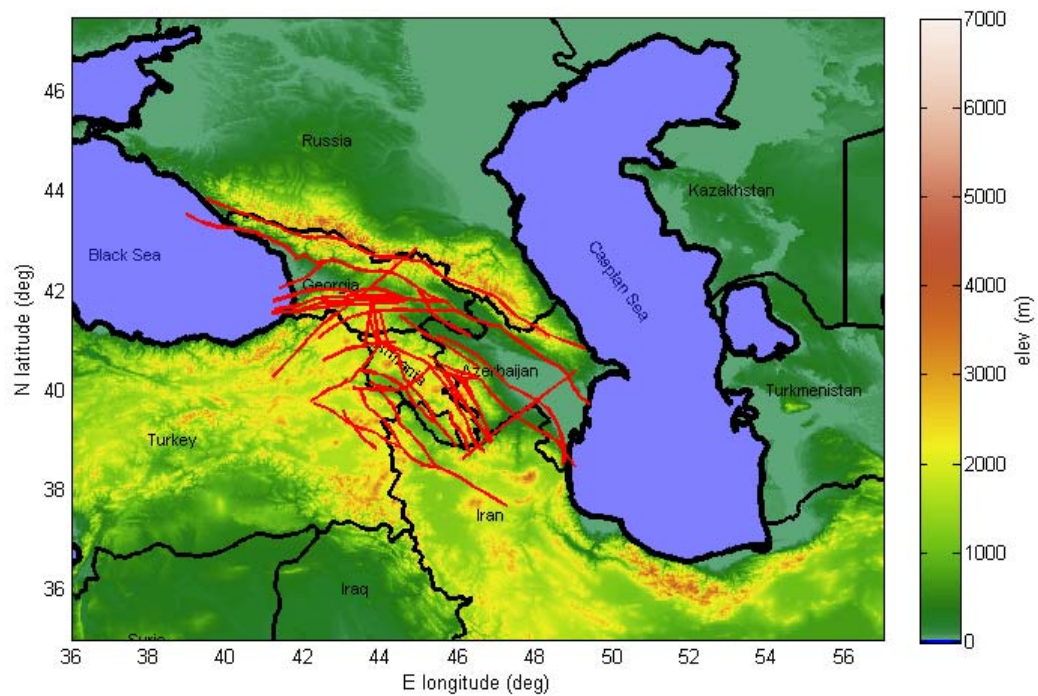 7000
6000
5000
4000
3000
2000
1000
0
elev (m)
46
44
42
40
38
36
N latitude (deg)
Russia
Kazakhstan
Black Sea
Caspian Sea
Georgia
Armenia
Azerbaijan
Turkmenistan
Turkey
Iran
Iraq
Syria
36
38
40
42
44
46
48
50
52
54
56
E longitude (deg)